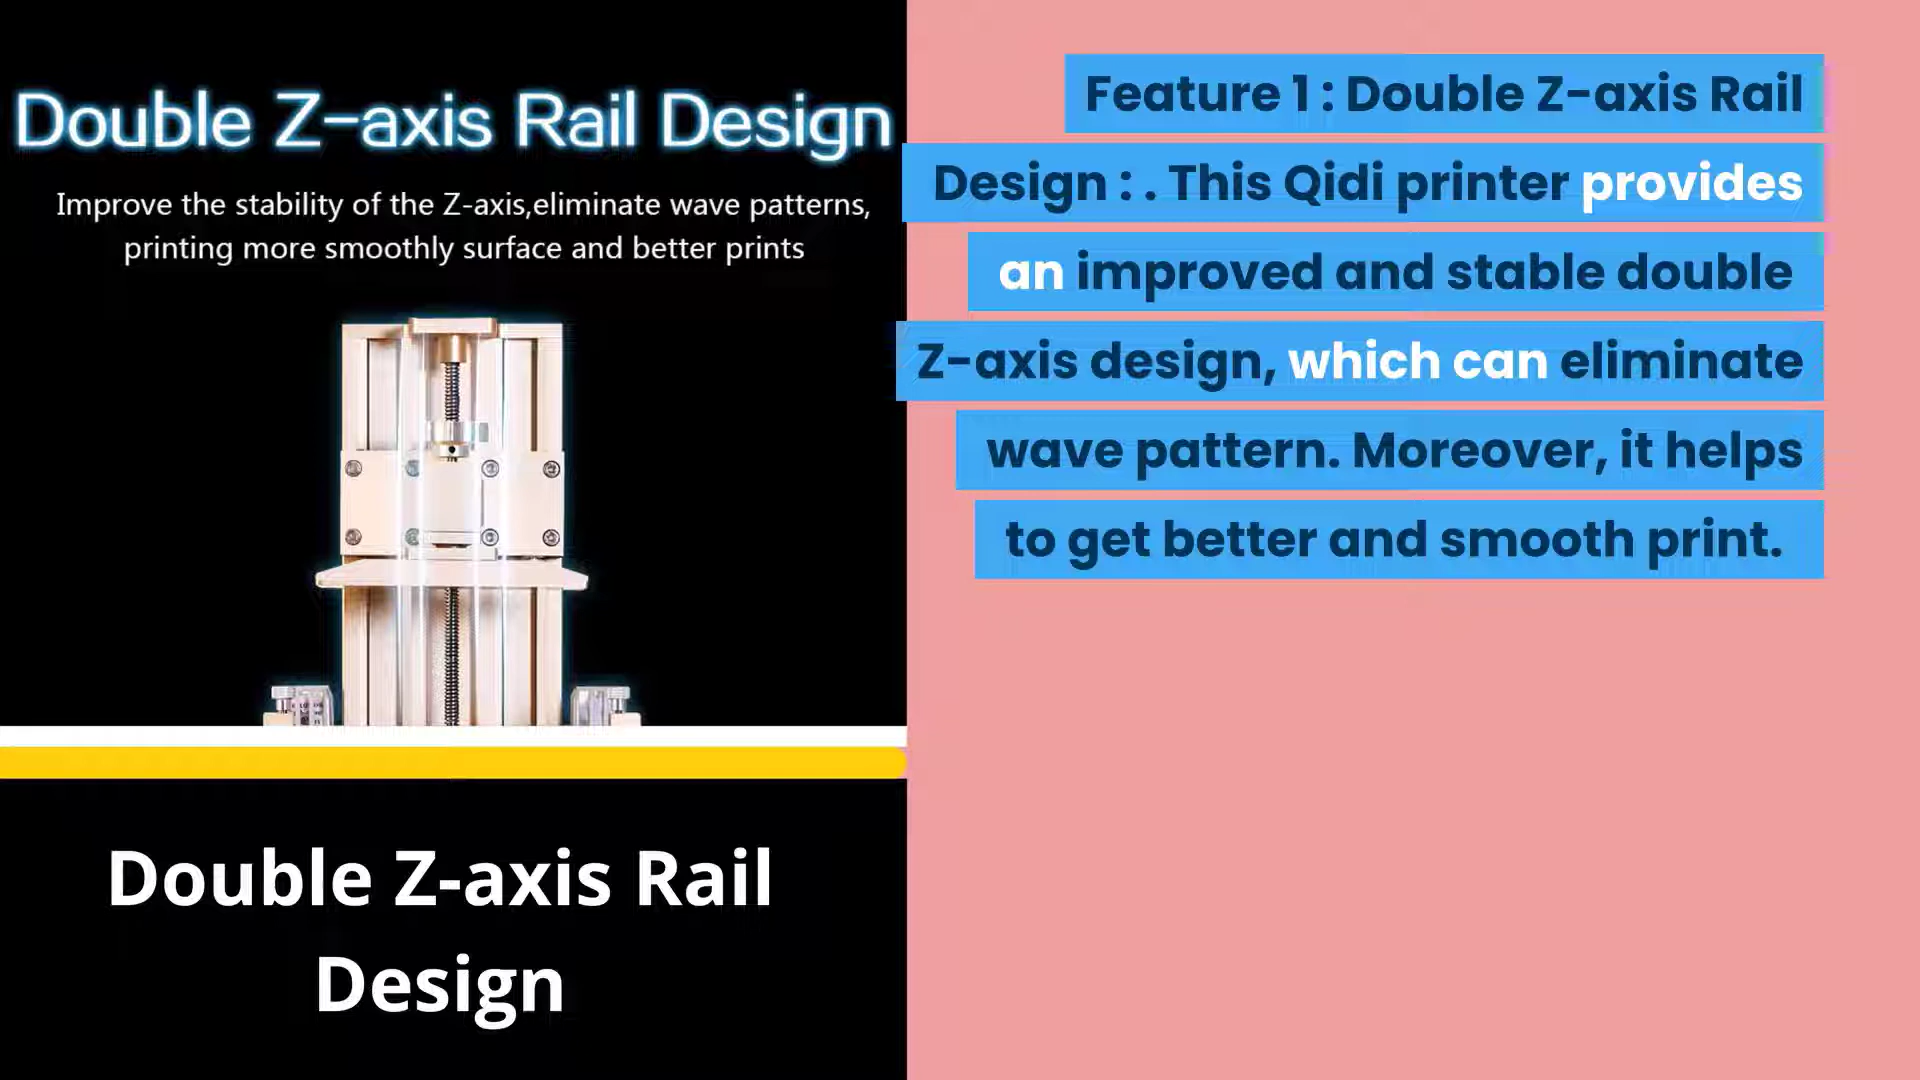 Double Z-axis Rail Design
Improve the stability of the Z-axis,eliminate wave patterns,
printing more smoothly surface and better prints
Double Z-axis Rail
Design
Feature 1 : Double Z-axis Rail
Design : . This Qidi printer provides
an improved and stable double
Z-axis design, which can eliminate
wave pattern. Moreover, it helps
to get better and smooth print.